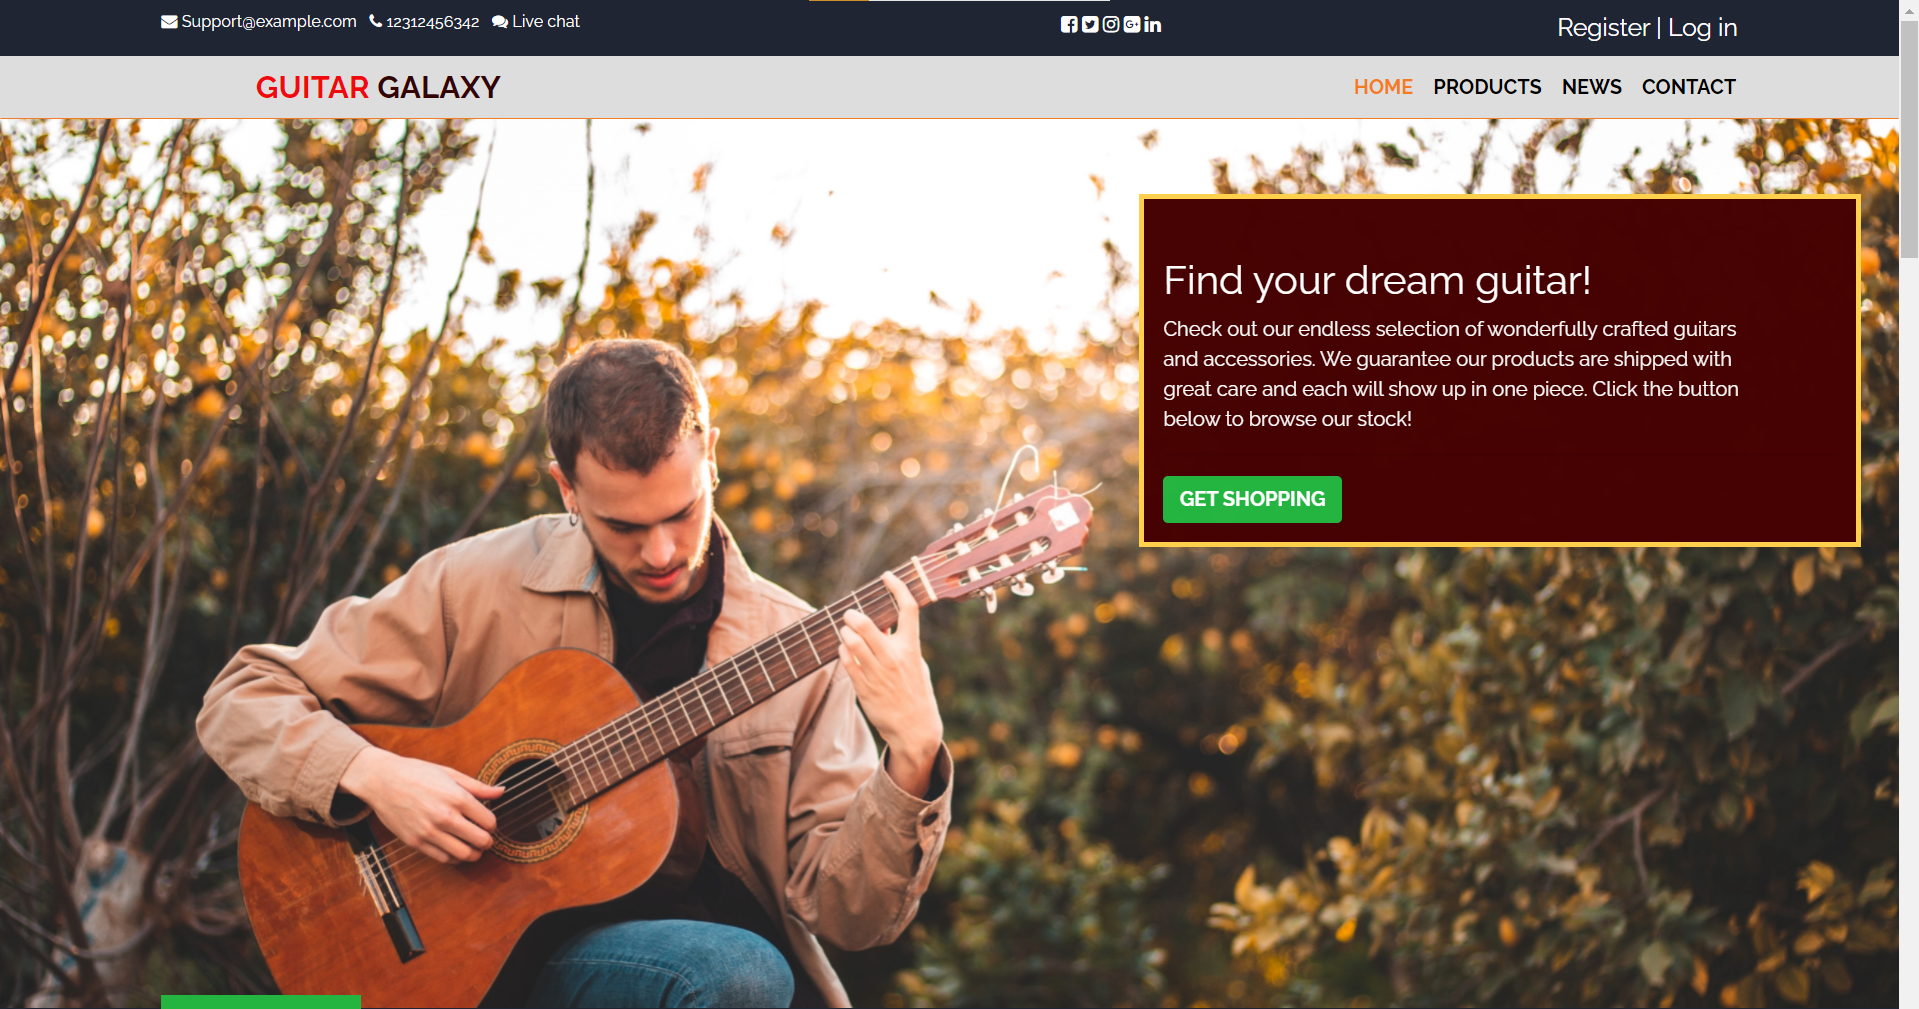 Support@example.com 12312456342 Live chat
Register | Log in
GUITAR GALAXY
HOME PRODUCTS NEWS CONTACT
Find your dream guitar!
Check out our endless selection of wonderfully crafted guitars
and accessories. We guarantee our products are shipped with
great care and each will show up in one piece. Click the button
below to browse our stock!
GET SHOPPING